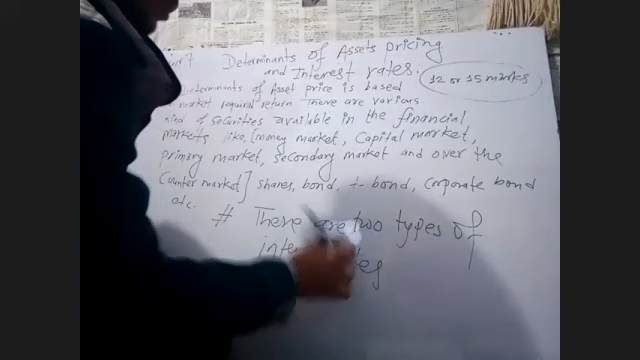 Determinants of Assets pricing
and Interest rates.
12 or 15 marks
Determinants of Asset price is based
market required return There are various
kind of securities available in the financial
markets like, [money market, Capital market,
primary market, secondary market and over the
Counter market] shares, bond, t-bond, corporate bond
etc.
# There are two types of